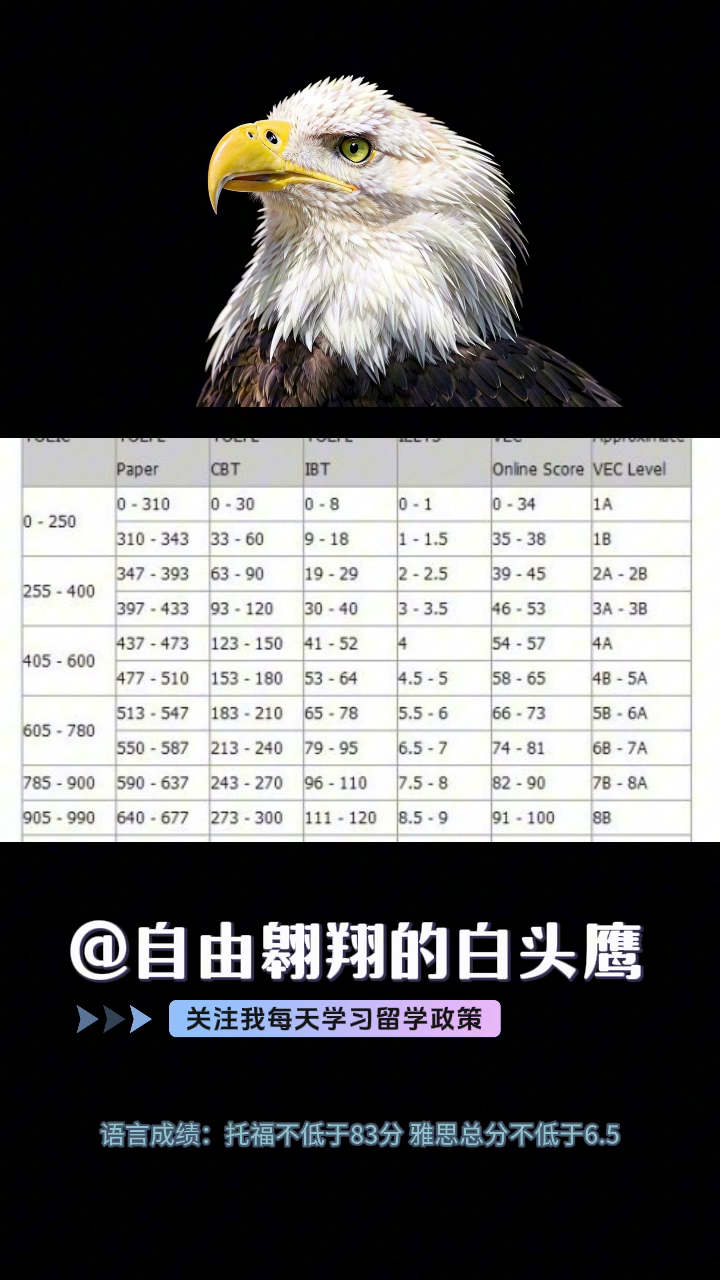 TOEIC TOEFL TOEFL TOEFL IELTS VEC Approximate
Paper CBT IBT Online Score VEC Level
0 - 250
0 - 310 0 - 30 0 - 8 0 - 1 0 - 34 1A
310 - 343 33 - 60 9 - 18 1 - 1.5 35 - 38 1B
255 - 400
347 - 393 63 - 90 19 - 29 2 - 2.5 39 - 45 2A - 2B
397 - 433 93 - 120 30 - 40 3 - 3.5 46 - 53 3A - 3B
405 - 600
437 - 473 123 - 150 41 - 52 4 54 - 57 4A
477 - 510 153 - 180 53 - 64 4.5 - 5 58 - 65 4B - 5A
605 - 780
513 - 547 183 - 210 65 - 78 5.5 - 6 66 - 73 5B - 6A
550 - 587 213 - 240 79 - 95 6.5 - 7 74 - 81 6B - 7A
785 - 900 590 - 637 243 - 270 96 - 110 7.5 - 8 82 - 90 7B - 8A
905 - 990 640 - 677 273 - 300 111 - 120 8.5 - 9 91 - 100 8B
@自由翱翔的白头鹰
关注我每天学习留学政策
语言成绩：托福不低于83分 雅思总分不低于6.5